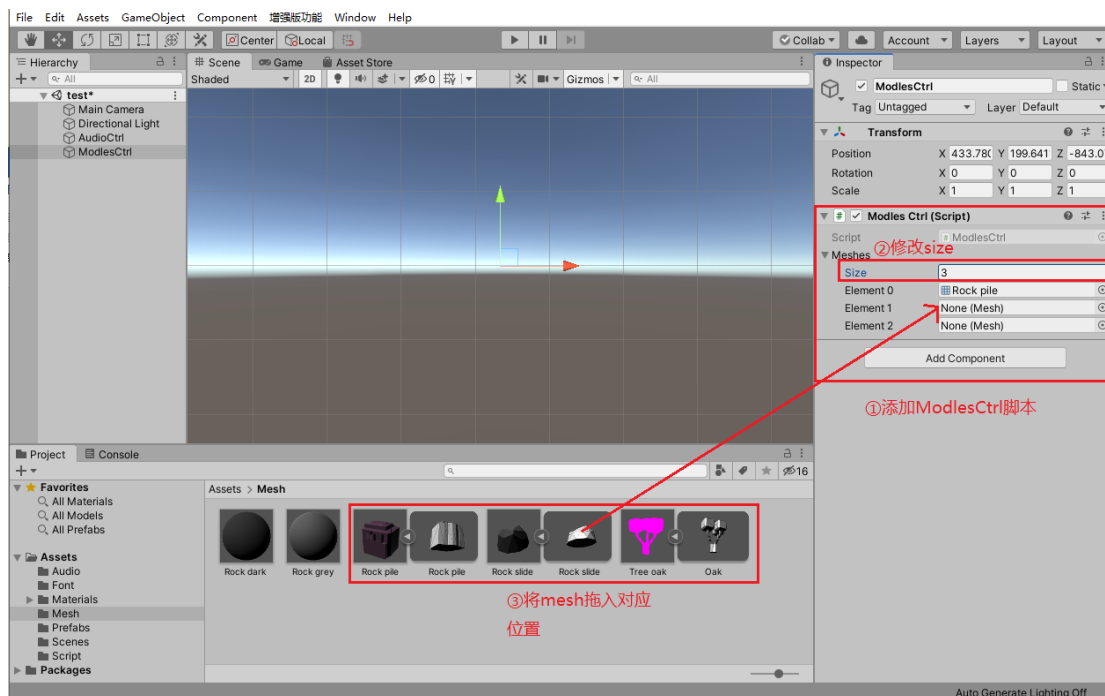 File Edit Assets GameObject Component 增强版功能 Window Help
Center Local Collab Account Layers Layout
Hierarchy
All
test*
Main Camera
Directional Light
AudioCtrl
ModlesCtrl
Scene Game Asset Store
Shaded 2D 0 Gizmos All
Inspector
ModlesCtrl Static
Tag Untagged Layer Default
Transform
Position X 433.780 Y 199.641 Z -843.0
Rotation X 0 Y 0 Z 0
Scale X 1 Y 1 Z 1
# Modles Ctrl (Script)
Script ModlesCtrl
②修改size
Meshes
Size 3
Element 0 Rock pile
Element 1 None (Mesh)
Element 2 None (Mesh)
Add Component
①添加ModlesCtrl脚本
Project Console
16
Favorites
All Materials
All Models
All Prefabs
Assets
Audio
Font
Materials
Mesh
Prefabs
Scenes
Script
Packages
Assets > Mesh
Rock dark Rock grey Rock pile Rock pile Rock slide Rock slide Tree oak Oak
③将mesh拖入对应
位置
Auto Generate Lighting Off